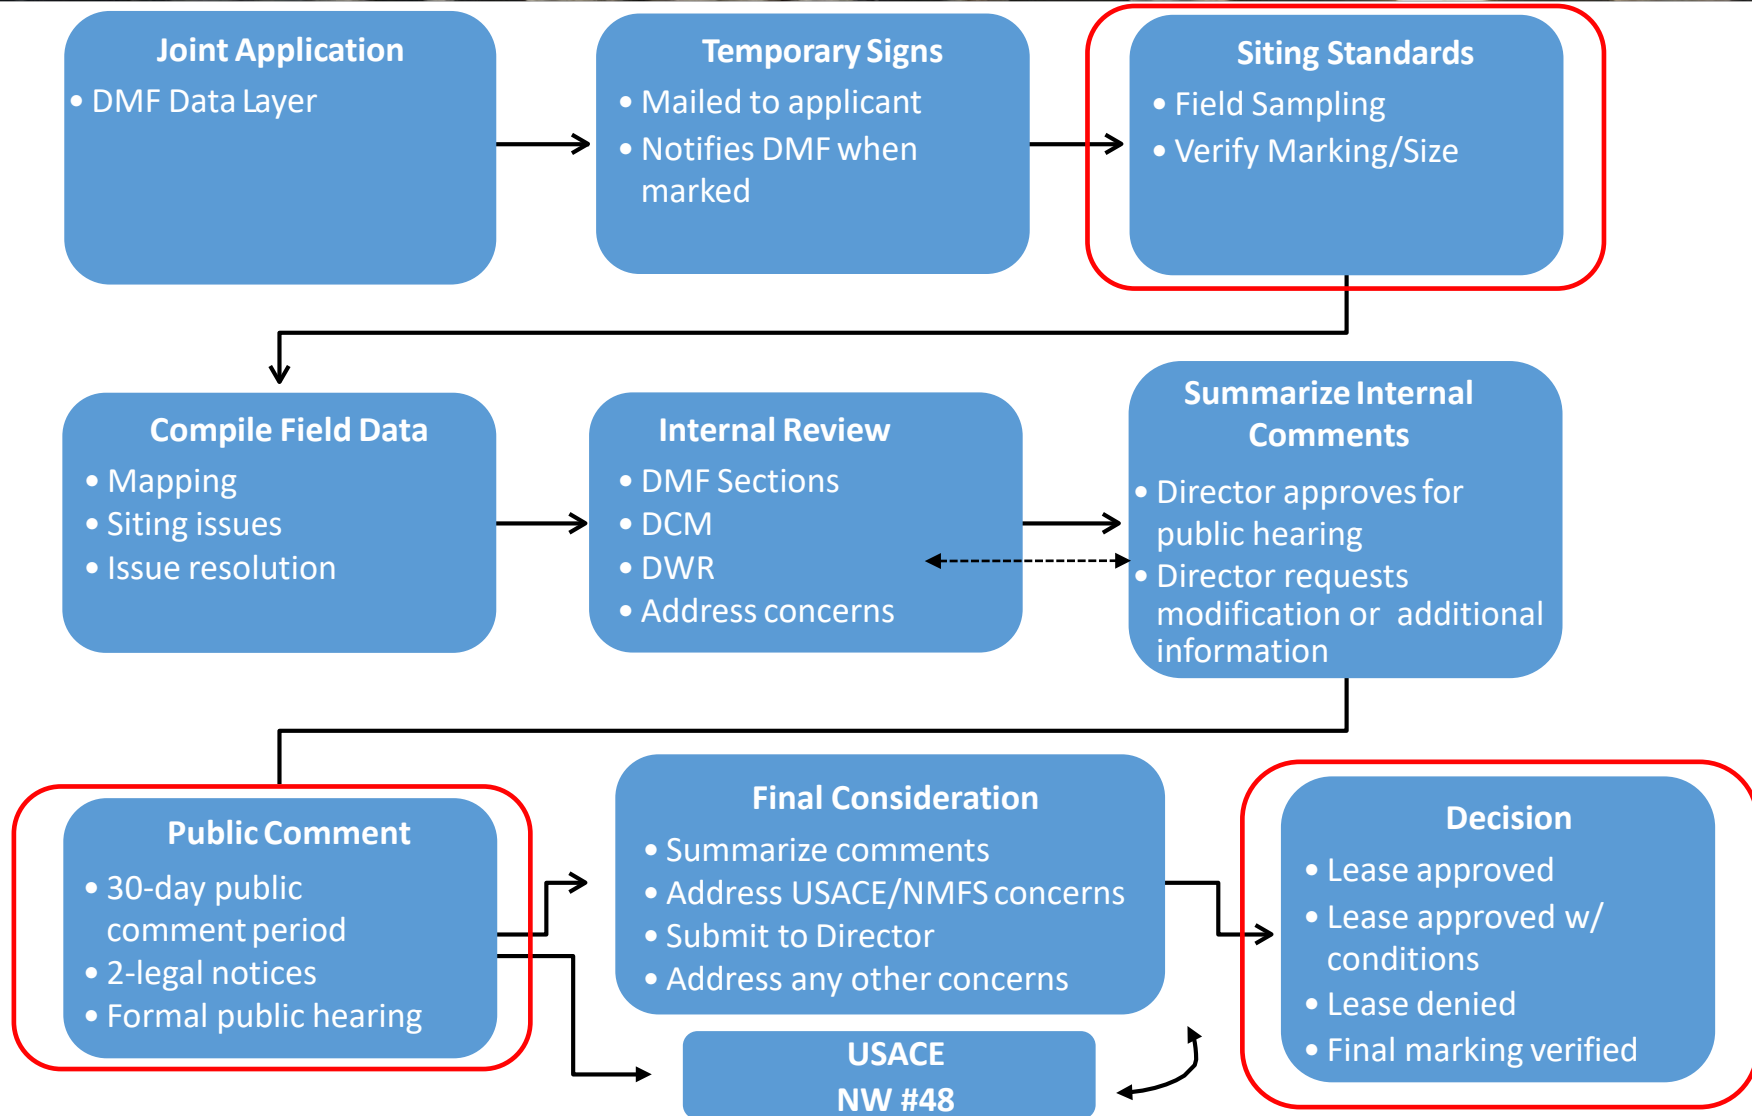 Joint Application
• DMF Data Layer
Temporary Signs
• Mailed to applicant
• Notifies DMF when
marked
Siting Standards
• Field Sampling
• Verify Marking/Size
Compile Field Data
• Mapping
• Siting issues
• Issue resolution
Internal Review
• DMF Sections
• DCM
• DWR
• Address concerns
Summarize Internal
Comments
• Director approves for
public hearing
• Director requests
modification or additional
information
Public Comment
• 30-day public
comment period
• 2-legal notices
• Formal public hearing
Final Consideration
• Summarize comments
• Address USACE/NMFS concerns
• Submit to Director
• Address any other concerns
USACE
NW #48
Decision
• Lease approved
• Lease approved w/
conditions
• Lease denied
• Final marking verified